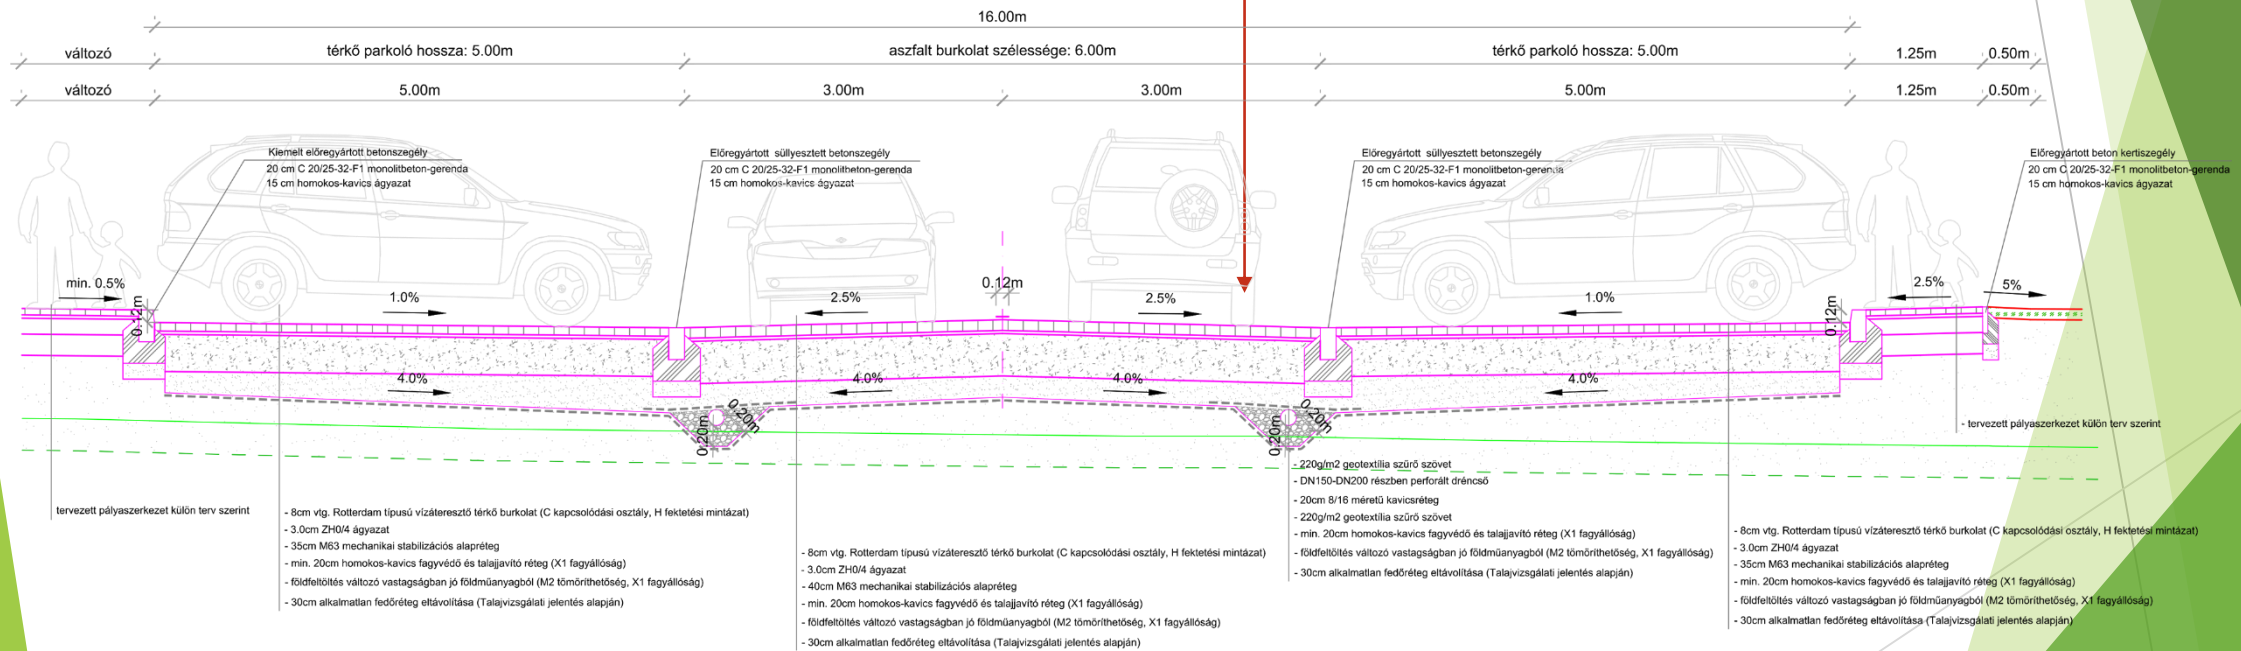 16.00m
változó
térkő parkoló hossza: 5.00m
aszfalt burkolat szélessége: 6.00m
térkő parkoló hossza: 5.00m
1.25m
0.50m
változó
5.00m
3.00m
3.00m
5.00m
1.25m
0.50m
Kiemelt előregyártott betonszegély
20 cm C 20/25-32-F1 monolitbeton-gerenda
15 cm homokos-kavics ágyazat
Előregyártott süllyesztett betonszegély
20 cm C 20/25-32-F1 monolitbeton-gerenda
15 cm homokos-kavics ágyazat
Előregyártott süllyesztett betonszegély
20 cm C 20/25-32-F1 monolitbeton-gerenda
15 cm homokos-kavics ágyazat
Előregyártott beton kertiszegély
20 cm C 20/25-32-F1 monolitbeton-gerenda
15 cm homokos-kavics ágyazat
min. 0.5%
0.12m
1.0%
2.5%
0.12m
2.5%
1.0%
0.12m
2.5%
5%
4.0%
4.0%
4.0%
4.0%
0.20m
0.20m
0.20m
0.20m
- tervezett pályaszerkezet külön terv szerint
tervezett pályaszerkezet külön terv szerint
- 8cm vtg. Rotterdam típusú vízáteresztő térkő burkolat (C kapcsolódási osztály, H fektetési mintázat)
- 3.0cm ZH0/4 ágyazat
- 35cm M63 mechanikai stabilizációs alapréteg
- min. 20cm homokos-kavics fagyvédő és talajjavító réteg (X1 fagyállóság)
- földfeltöltés változó vastagságban jó földműanyagból (M2 tömöríthetőség, X1 fagyállóság)
- 30cm alkalmatlan fedőréteg eltávolítása (Talajvizsgálati jelentés alapján)
- 8cm vtg. Rotterdam típusú vízáteresztő térkő burkolat (C kapcsolódási osztály, H fektetési mintázat)
- 3.0cm ZH0/4 ágyazat
- 40cm M63 mechanikai stabilizációs alapréteg
- min. 20cm homokos-kavics fagyvédő és talajjavító réteg (X1 fagyállóság)
- földfeltöltés változó vastagságban jó földműanyagból (M2 tömöríthetőség, X1 fagyállóság)
- 30cm alkalmatlan fedőréteg eltávolítása (Talajvizsgálati jelentés alapján)
- 220g/m2 geotextília szűrő szövet
- DN150-DN200 részben perforált dréncső
- 20cm 8/16 méretű kavicsréteg
- 220g/m2 geotextília szűrő szövet
- min. 20cm homokos-kavics fagyvédő és talajjavító réteg (X1 fagyállóság)
- földfeltöltés változó vastagságban jó földműanyagból (M2 tömöríthetőség, X1 fagyállóság)
- 30cm alkalmatlan fedőréteg eltávolítása (Talajvizsgálati jelentés alapján)
- 8cm vtg. Rotterdam típusú vízáteresztő térkő burkolat (C kapcsolódási osztály, H fektetési mintázat)
- 3.0cm ZH0/4 ágyazat
- 35cm M63 mechanikai stabilizációs alapréteg
- min. 20cm homokos-kavics fagyvédő és talajjavító réteg (X1 fagyállóság)
- földfeltöltés változó vastagságban jó földműanyagból (M2 tömöríthetőség, X1 fagyállóság)
- 30cm alkalmatlan fedőréteg eltávolítása (Talajvizsgálati jelentés alapján)